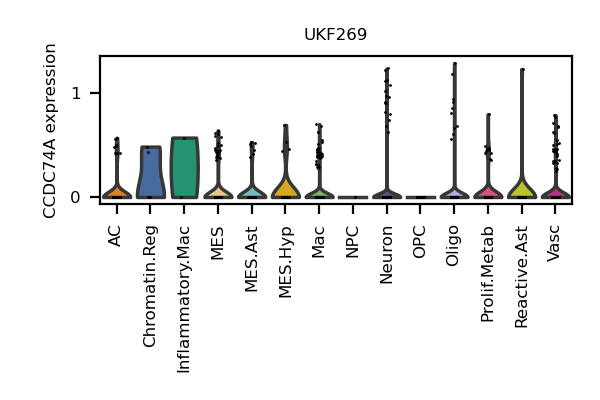 UKF269
CCDC74A expression
1
0
AC
Chromatin.Reg
Inflammatory.Mac
MES
MES.Ast
MES.Hyp
Mac
NPC
Neuron
OPC
Oligo
Prolif.Metab
Reactive.Ast
Vasc